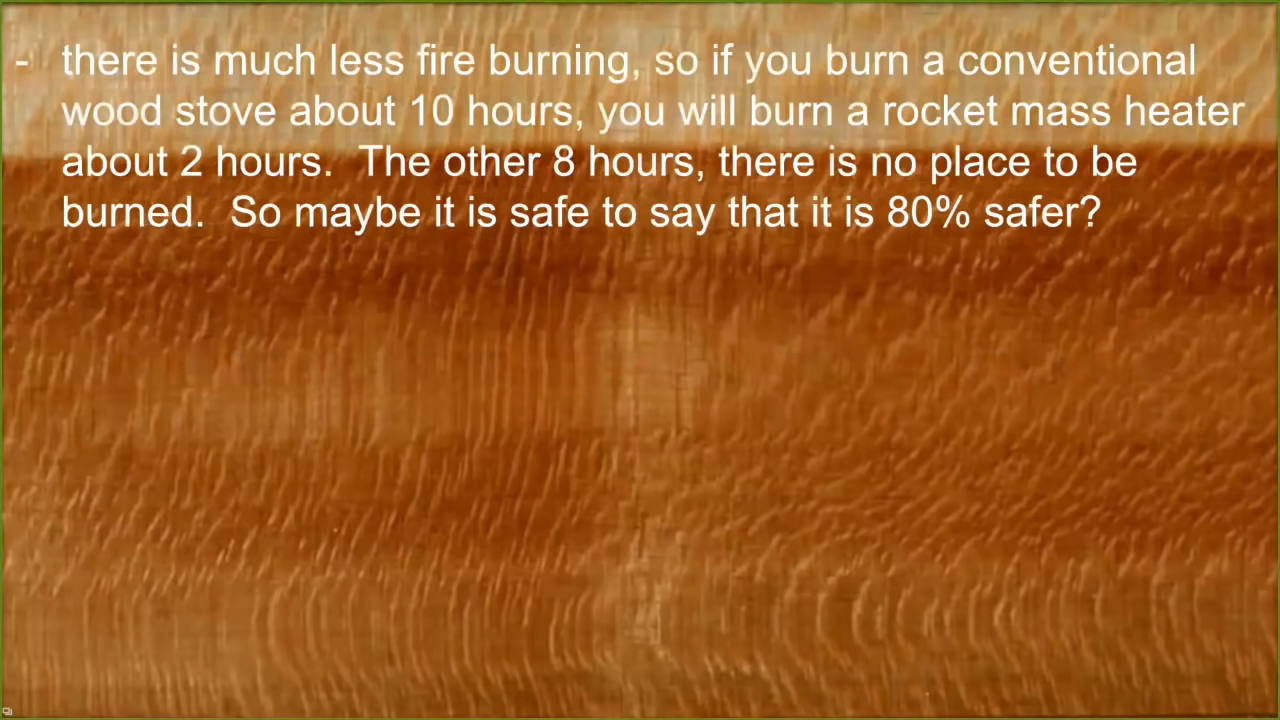 - there is much less fire burning, so if you burn a conventional
wood stove about 10 hours, you will burn a rocket mass heater
about 2 hours.  The other 8 hours, there is no place to be
burned.  So maybe it is safe to say that it is 80% safer?